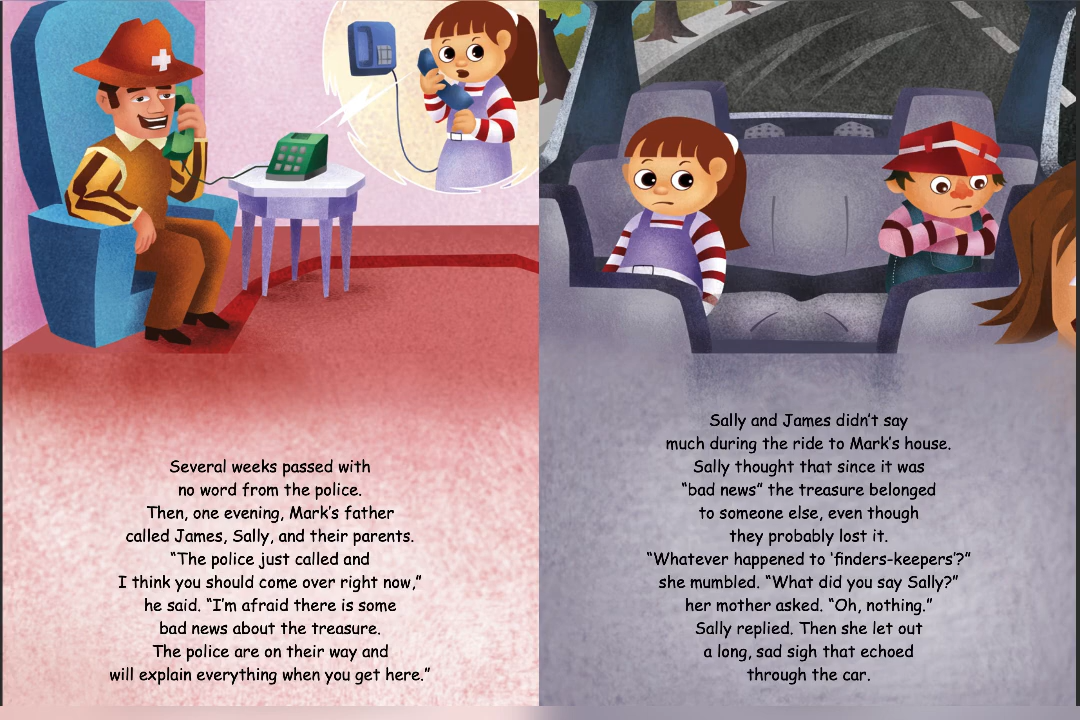 Several weeks passed with
no word from the police.
Then, one evening, Mark's father
called James, Sally, and their parents.
“The police just called and
I think you should come over right now,”
he said. “I'm afraid there is some
bad news about the treasure.
The police are on their way and
will explain everything when you get here.”
Sally and James didn't say
much during the ride to Mark's house.
Sally thought that since it was
“bad news” the treasure belonged
to someone else, even though
they probably lost it.
“Whatever happened to ‘finders-keepers’?”
she mumbled. “What did you say Sally?”
her mother asked. “Oh, nothing.”
Sally replied. Then she let out
a long, sad sigh that echoed
through the car.